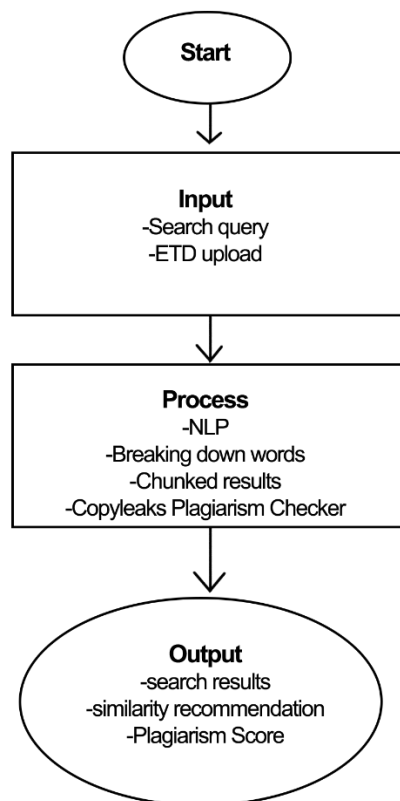 Start
Input
-Search query
-ETD upload
Process
-NLP
-Breaking down words
-Chunked results
-Copyleaks Plagiarism Checker
Output
-search results
-similarity recommendation
-Plagiarism Score